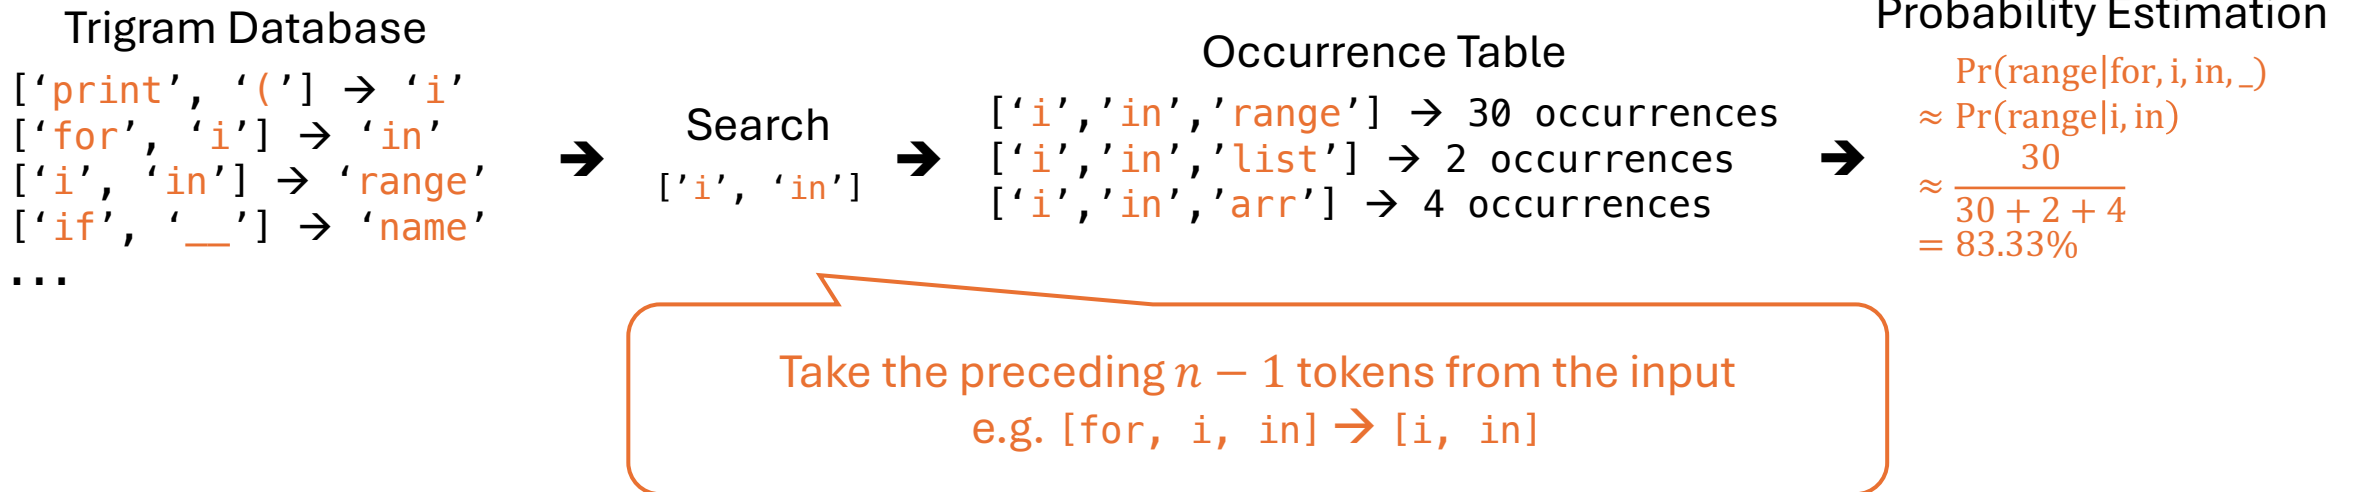 Trigram Database
[‘print’, ‘(’] → ‘i’
[‘for’, ‘i’] → ‘in’
[‘i’, ‘in’] → ‘range’
[‘if’, ‘__’] → ‘name’
...
➔
Search
[’i’, ‘in’]
➔
Occurrence Table
[‘i’,’in’,’range’] → 30 occurrences
[‘i’,’in’,’list’] → 2 occurrences
[‘i’,’in’,’arr’] → 4 occurrences
➔
Probability Estimation
Pr(range|for, i, in, _)
≈ Pr(range|i, in)
≈ 30
30 + 2 + 4
= 83.33%
Take the preceding n − 1 tokens from the input
e.g. [for, i, in] → [i, in]